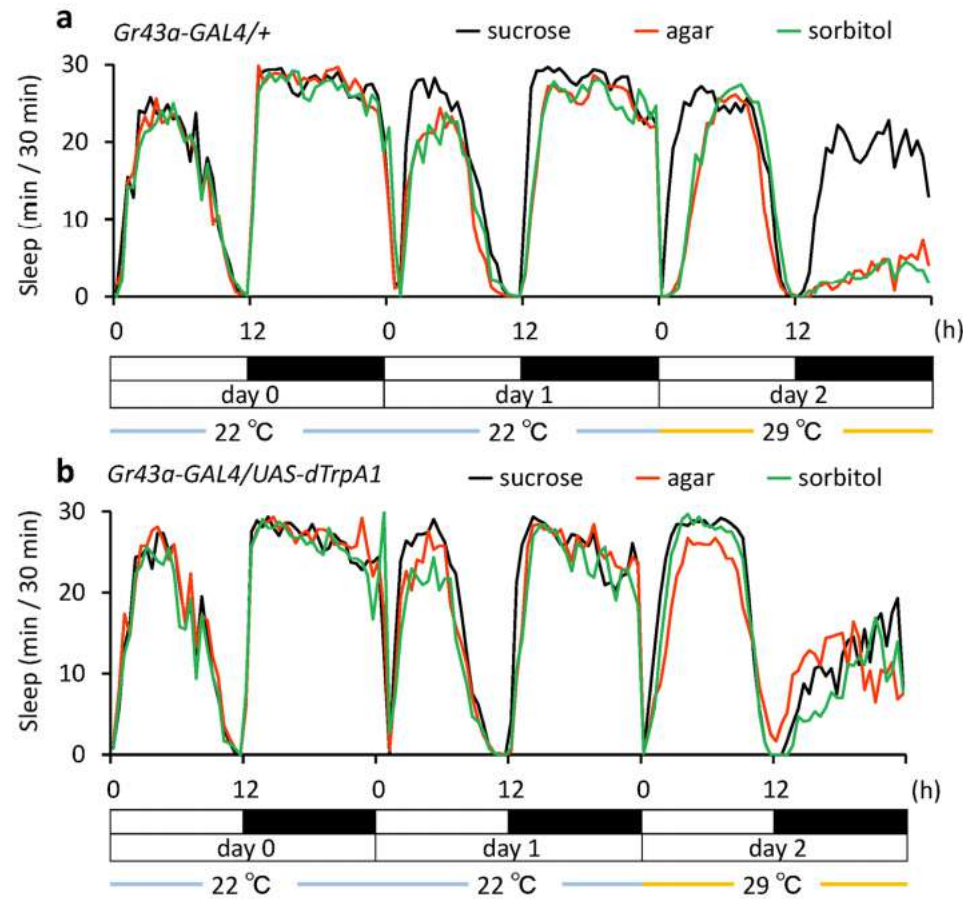 a
Gr43a-GAL4/+
sucrose agar sorbitol
Sleep (min / 30 min)
30
20
10
0
0 12 0 12 0 12 (h)
day 0 day 1 day 2
22 °C 22 °C 29 °C
b
Gr43a-GAL4/UAS-dTrpA1
sucrose agar sorbitol
Sleep (min / 30 min)
30
20
10
0
0 12 0 12 0 12 (h)
day 0 day 1 day 2
22 °C 22 °C 29 °C